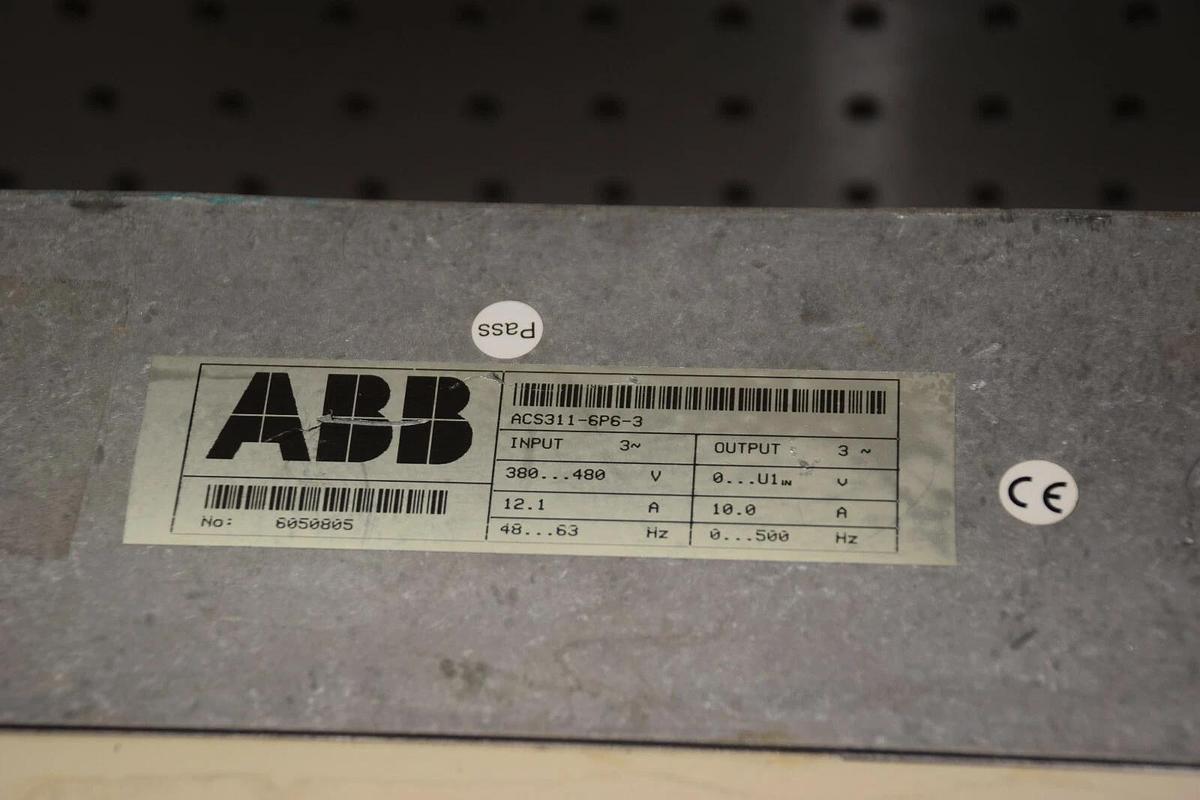 Pass
ABB
ACS311-6P6-3
INPUT 3~ OUTPUT 3 ~
380...480 V 0...U1IN V
12.1 A 10.0 A
48...63 Hz 0...500 Hz
No: 6050805
CE